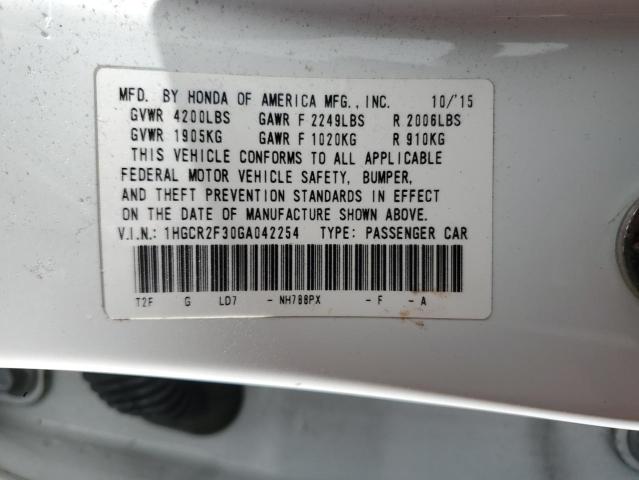 MFD. BY HONDA OF AMERICA MFG., INC. 10/'15
GVWR 4200LBS GAWR F 2249LBS R 2006LBS
GVWR 1905KG GAWR F 1020KG R 910KG
THIS VEHICLE CONFORMS TO ALL APPLICABLE
FEDERAL MOTOR VEHICLE SAFETY, BUMPER,
AND THEFT PREVENTION STANDARDS IN EFFECT
ON THE DATE OF MANUFACTURE SHOWN ABOVE.
V.I.N.: 1HGCR2F30GA042254 TYPE: PASSENGER CAR
T2F G LD7 - NH788PX - F - A